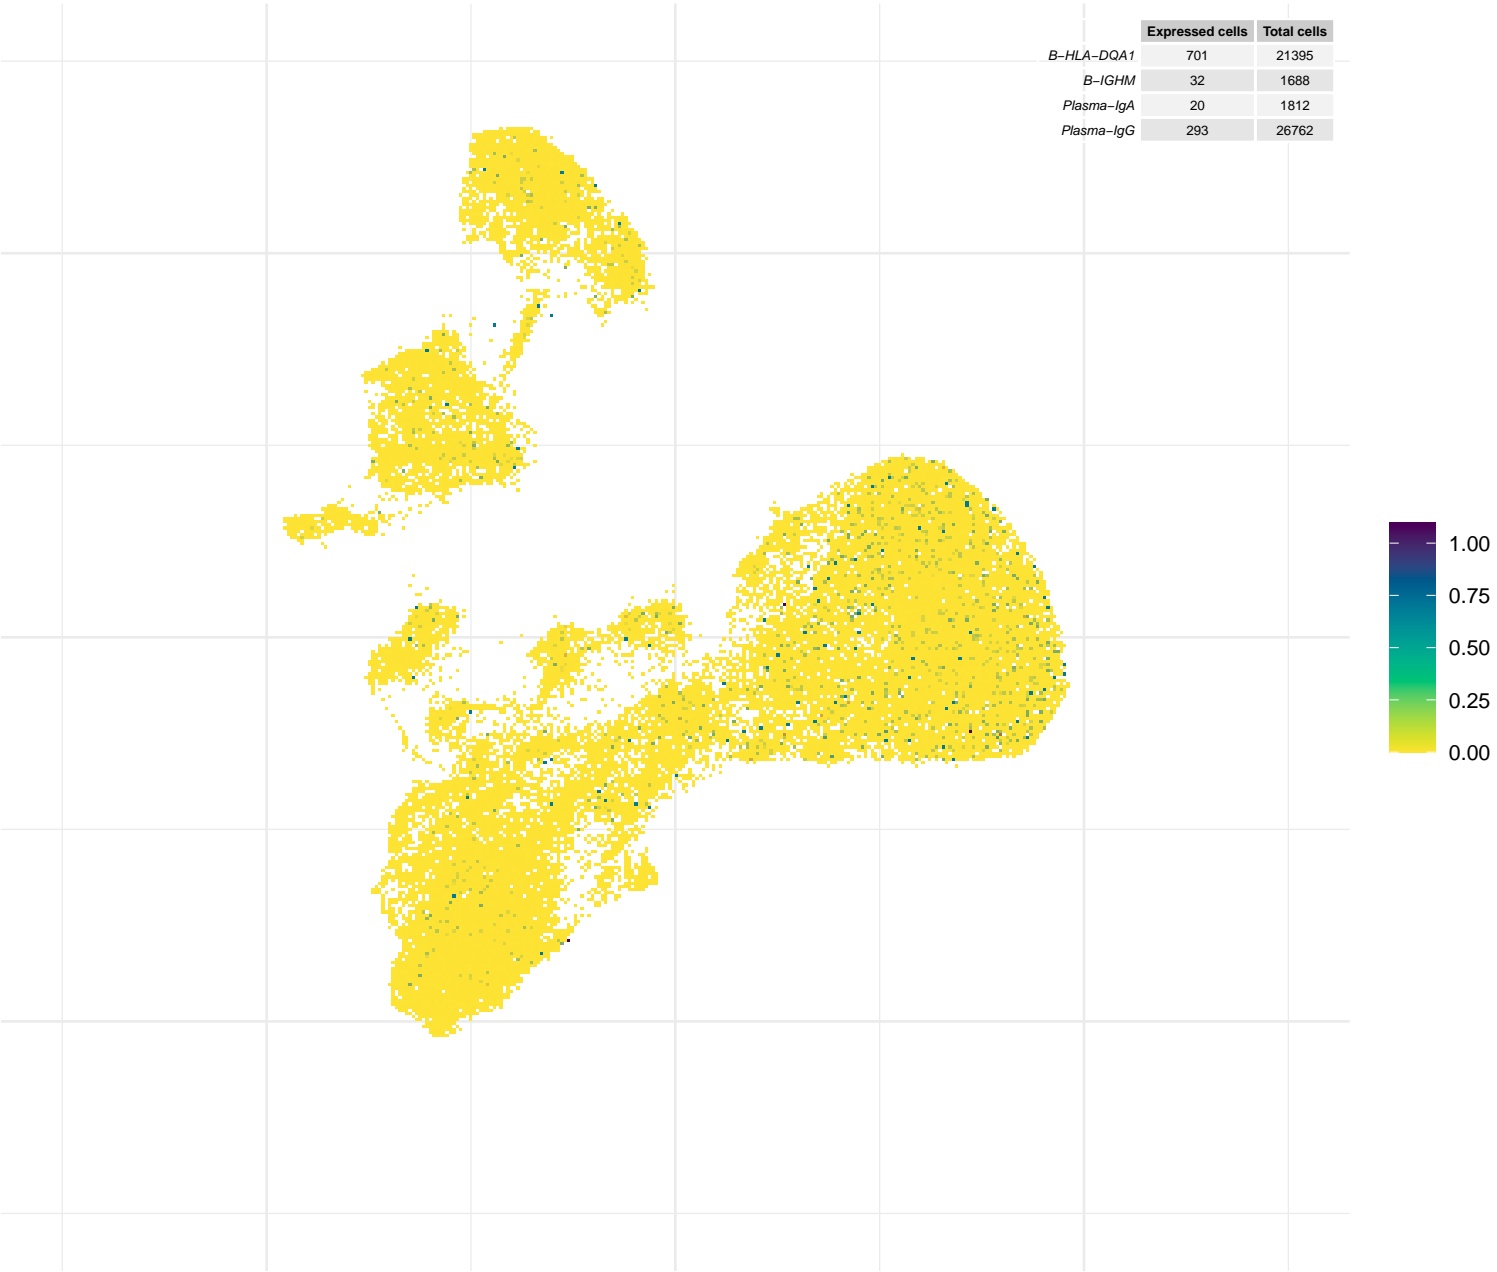 Expressed cells Total cells
B−HLA−DQA1 701 21395
B−IGHM 32 1688
Plasma−IgA 20 1812
Plasma−IgG 293 26762
1.00
0.75
0.50
0.25
0.00